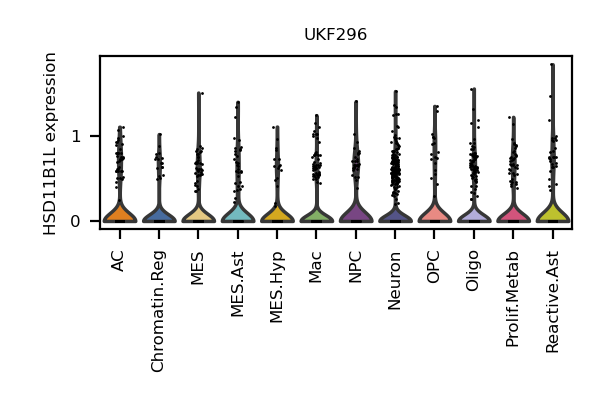 UKF296
HSD11B1L expression
1
0
AC
Chromatin.Reg
MES
MES.Ast
MES.Hyp
Mac
NPC
Neuron
OPC
Oligo
Prolif.Metab
Reactive.Ast